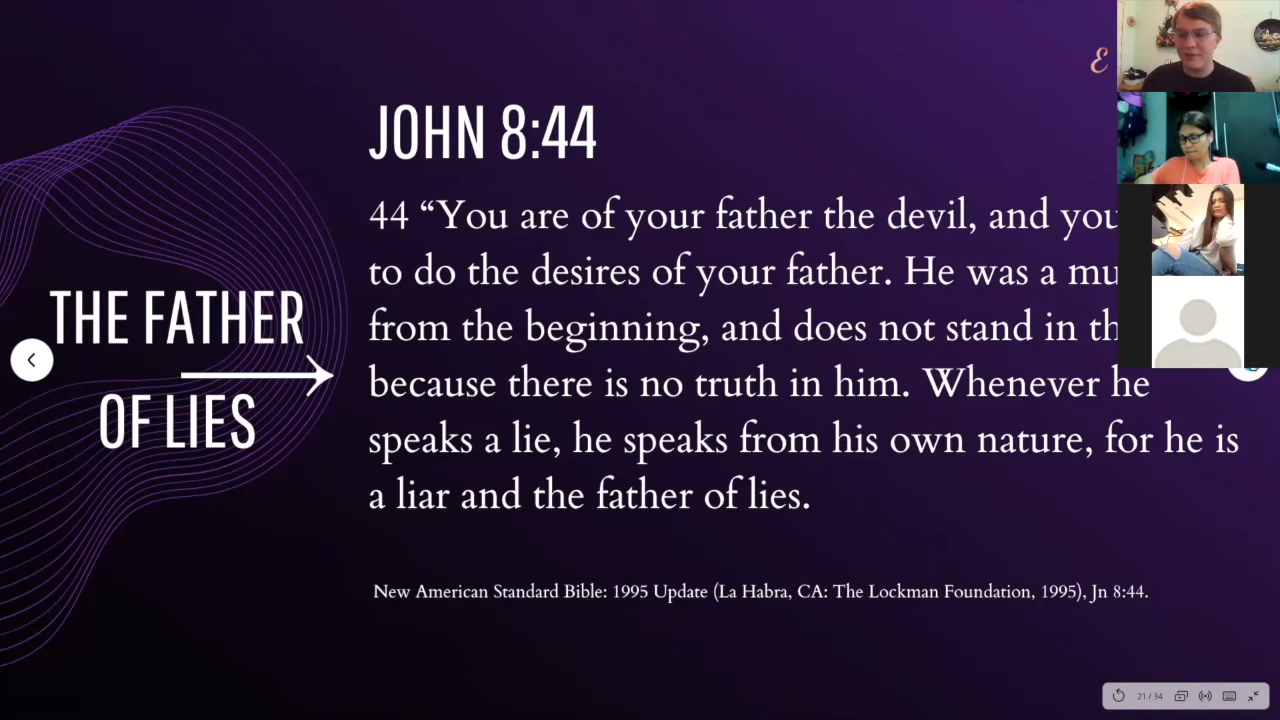 ℰ
JOHN 8:44
44 “You are of your father the devil, and you
to do the desires of your father. He was a mu
from the beginning, and does not stand in th
because there is no truth in him. Whenever he
speaks a lie, he speaks from his own nature, for he is
a liar and the father of lies.
THE FATHER
OF LIES
New American Standard Bible: 1995 Update (La Habra, CA: The Lockman Foundation, 1995), Jn 8:44.
21 / 34